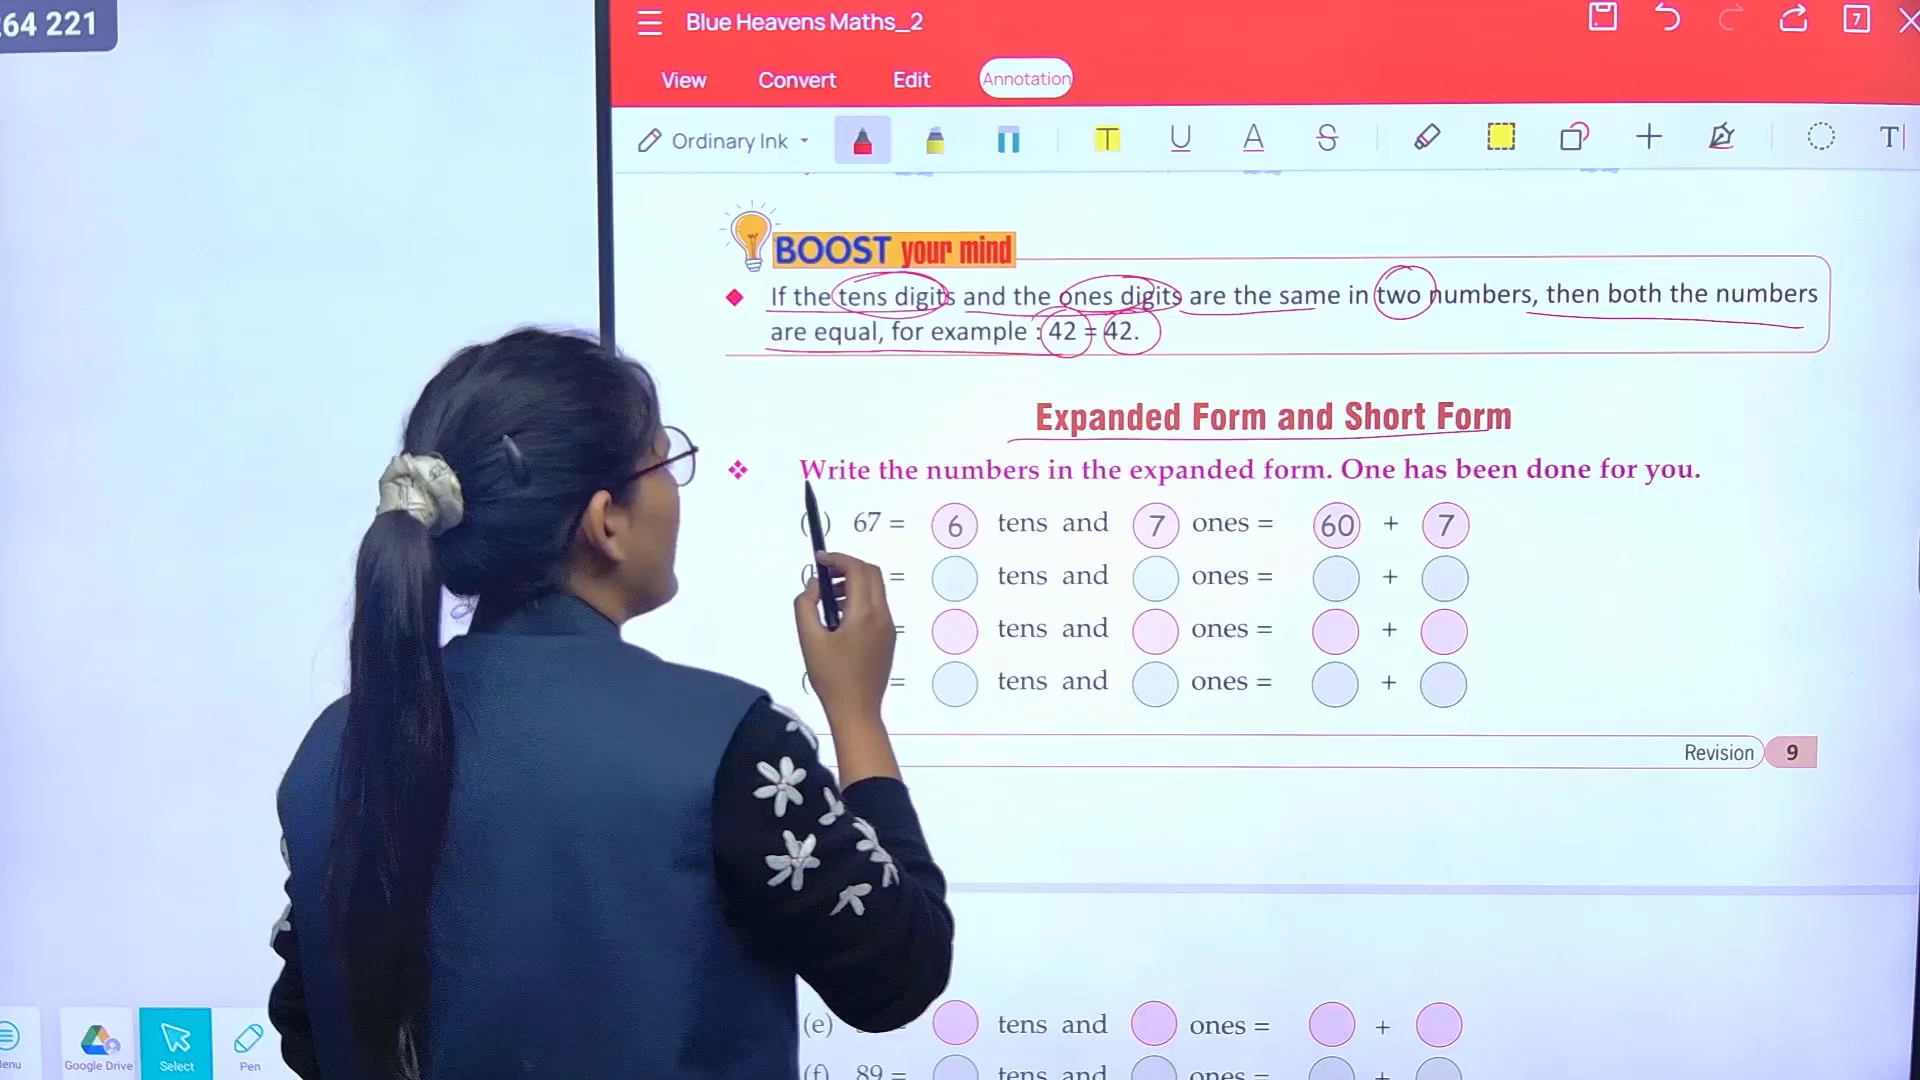 64 221
Blue Heavens Maths_2
7
View Convert Edit Annotation
Ordinary Ink
BOOST your mind
If the tens digits and the ones digits are the same in two numbers, then both the numbers
are equal, for example : 42 = 42.
Expanded Form and Short Form
Write the numbers in the expanded form. One has been done for you.
67 = 6 tens and 7 ones = 60 + 7
= tens and ones = +
= tens and ones = +
= tens and ones = +
Revision 9
(e) = tens and ones = +
(f) 89 = tens and ones = +
Google Drive
Select
Pen